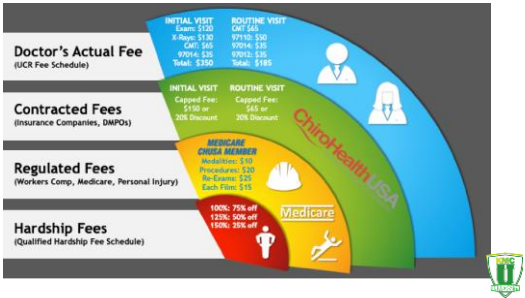 Doctor's Actual Fee
(UCR Fee Schedule)
INITIAL VISIT
Exam: $120
X-Rays: $130
CMT: $65
97014: $35
Total: $350
ROUTINE VISIT
CMT $65
97110: $50
97014: $35
97012: $35
Total: $185
Contracted Fees
(Insurance Companies, DMPOs)
INITIAL VISIT
Capped Fee:
$150 or
20% Discount
ROUTINE VISIT
Capped Fee:
$65 or
20% Discount
ChiroHealthUSA
Regulated Fees
(Workers Comp, Medicare, Personal Injury)
MEDICARE
CHUSA MEMBER
Modalities: $10
Procedures: $20
Re-Exams: $25
Each Film: $15
Medicare
Hardship Fees
(Qualified Hardship Fee Schedule)
100%: 75% off
125%: 50% off
150%: 25% off
U